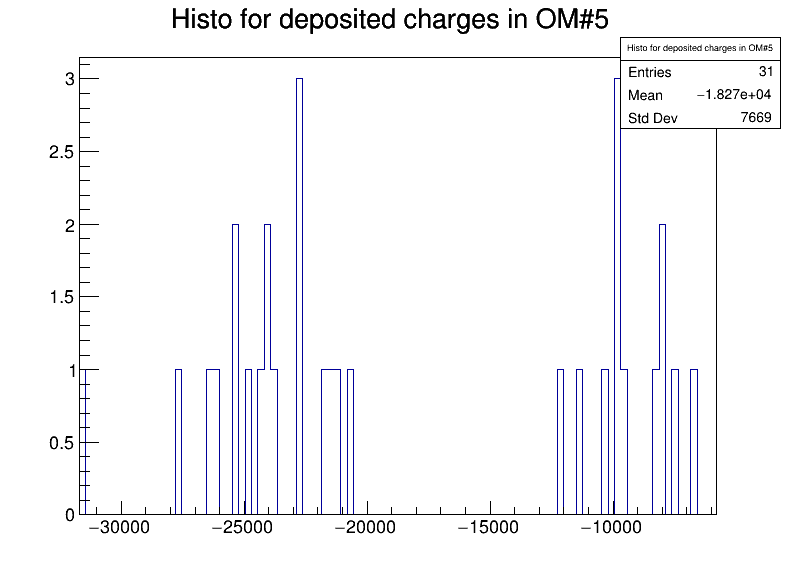 Histo for deposited charges in OM#5
Histo for deposited charges in OM#5
Entries 31
Mean −1.827e+04
Std Dev 7669
3
2.5
2
1.5
1
0.5
0
−30000 −25000 −20000 −15000 −10000